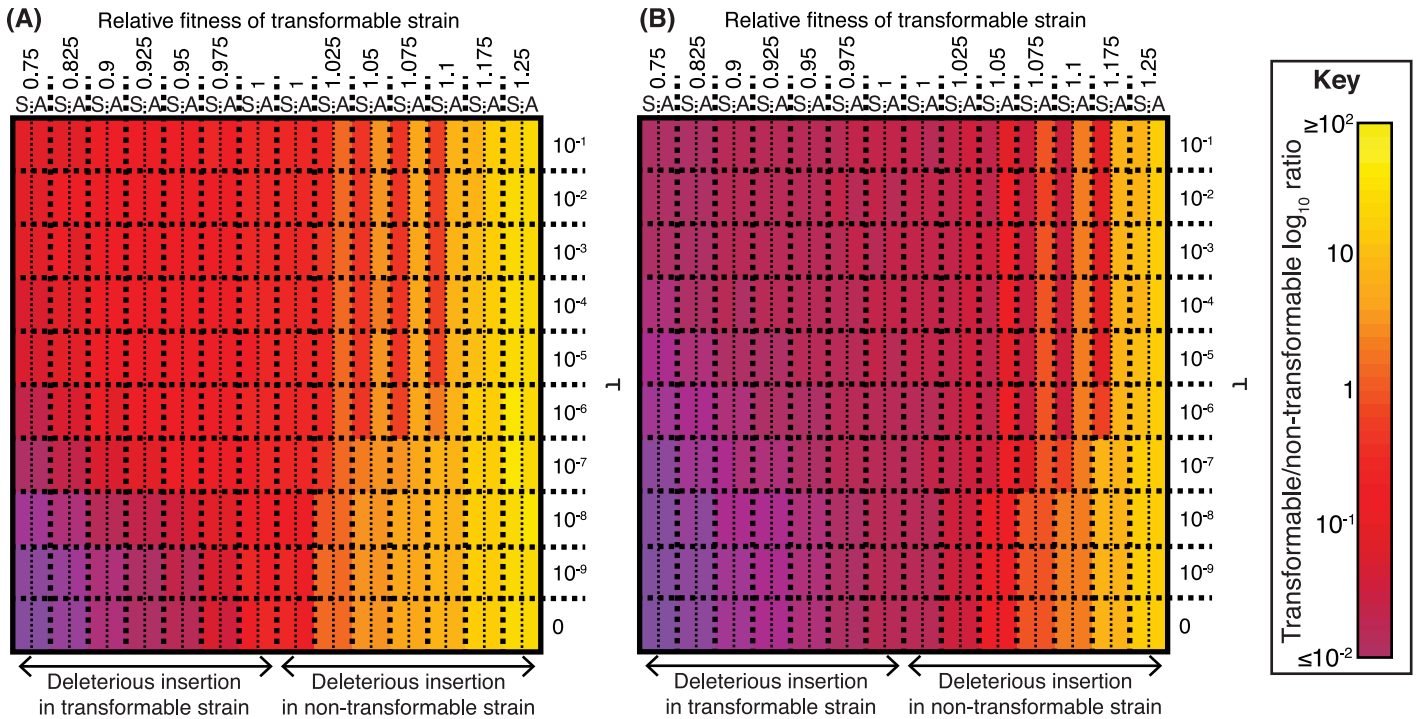 (A) Relative fitness of transformable strain
0.75 0.825 0.9 0.925 0.95 0.975 1 1 1.025 1.05 1.075 1.1 1.175 1.25
S A S A S A S A S A S A S A S A S A S A S A S A S A S A
10⁻¹
10⁻²
10⁻³
10⁻⁴
10⁻⁵
10⁻⁶
10⁻⁷
10⁻⁸
10⁻⁹
0
τ
Deleterious insertion
in transformable strain
Deleterious insertion
in non-transformable strain
(B) Relative fitness of transformable strain
0.75 0.825 0.9 0.925 0.95 0.975 1 1 1.025 1.05 1.075 1.1 1.175 1.25
S A S A S A S A S A S A S A S A S A S A S A S A S A S A
10⁻¹
10⁻²
10⁻³
10⁻⁴
10⁻⁵
10⁻⁶
10⁻⁷
10⁻⁸
10⁻⁹
0
τ
Deleterious insertion
in transformable strain
Deleterious insertion
in non-transformable strain
Key
Transformable/non-transformable log₁₀ ratio
≥10²
10
1
10⁻¹
≤10⁻²